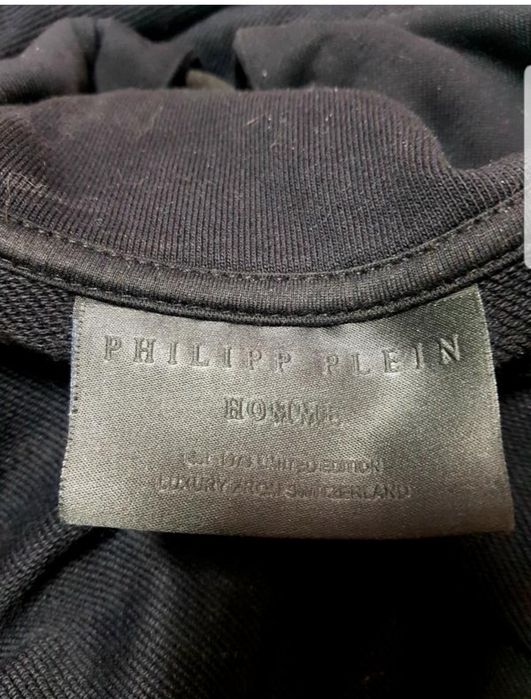 PHILIPP PLEIN
HOMME
1978 LIMITED EDITION
LUXURY FROM SWITZERLAND